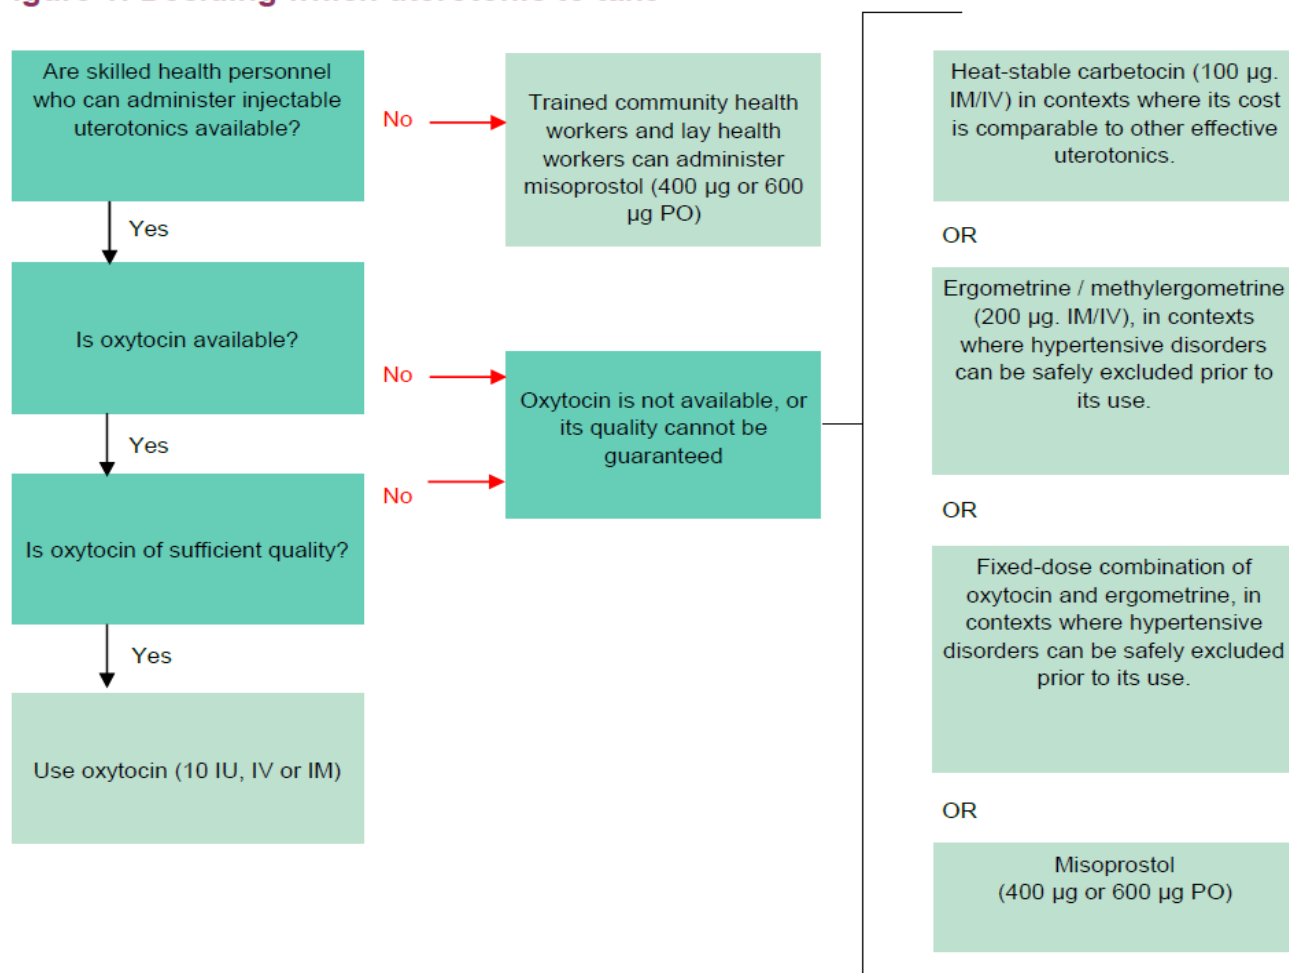 Are skilled health personnel
who can administer injectable
uterotonics available?
No
Trained community health
workers and lay health
workers can administer
misoprostol (400 µg or 600
µg PO)
Yes
Is oxytocin available?
No
Oxytocin is not available, or
its quality cannot be
guaranteed
Yes
No
Is oxytocin of sufficient quality?
Yes
Use oxytocin (10 IU, IV or IM)
Heat-stable carbetocin (100 µg.
IM/IV) in contexts where its cost
is comparable to other effective
uterotonics.
OR
Ergometrine / methylergometrine
(200 µg. IM/IV), in contexts
where hypertensive disorders
can be safely excluded prior to
its use.
OR
Fixed-dose combination of
oxytocin and ergometrine, in
contexts where hypertensive
disorders can be safely excluded
prior to its use.
OR
Misoprostol
(400 µg or 600 µg PO)